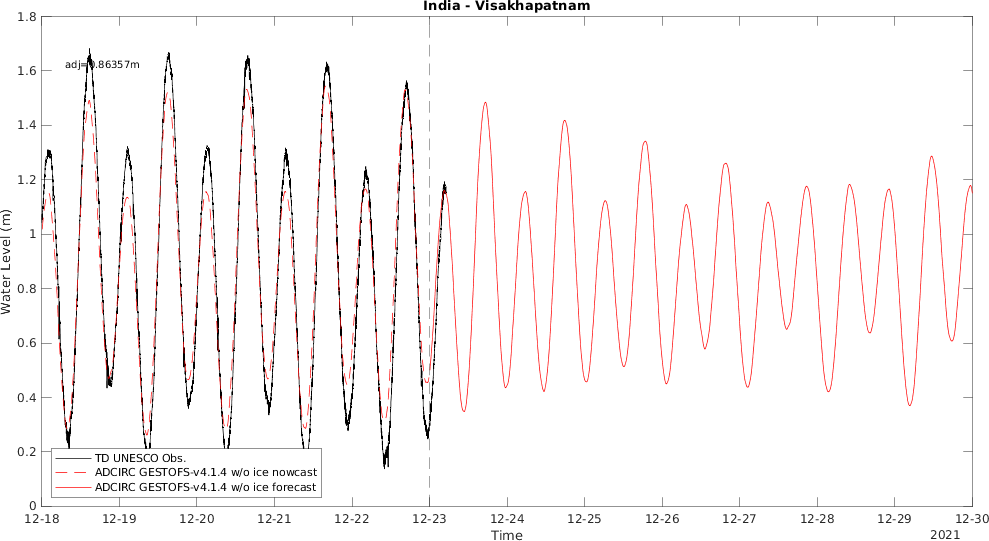 India - Visakhapatnam
adj=0.86357m
Water Level (m)
1.8
1.6
1.4
1.2
1
0.8
0.6
0.4
0.2
0
TD UNESCO Obs.
ADCIRC GESTOFS-v4.1.4 w/o ice nowcast
ADCIRC GESTOFS-v4.1.4 w/o ice forecast
12-18 12-19 12-20 12-21 12-22 12-23 12-24 12-25 12-26 12-27 12-28 12-29 12-30
Time
2021